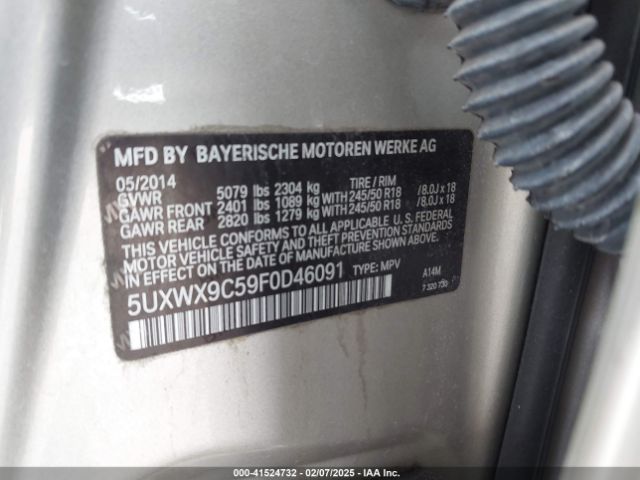 MFD BY BAYERISCHE MOTOREN WERKE AG
05/2014
GVWR 5079 lbs 2304 kg TIRE / RIM
GAWR FRONT 2401 lbs 1089 kg WITH 245/50 R18 /8.0J x 18
GAWR REAR 2820 lbs 1279 kg WITH 245/50 R18 /8.0J x 18
THIS VEHICLE CONFORMS TO ALL APPLICABLE U.S. FEDERAL
MOTOR VEHICLE SAFETY AND THEFT PREVENTION STANDARDS
IN EFFECT ON THE DATE OF MANUFACTURE SHOWN ABOVE.
5UXWX9C59F0D46091 TYPE: MPV A14M
7 320 730
000-41524732 - 02/07/2025 - IAA Inc.